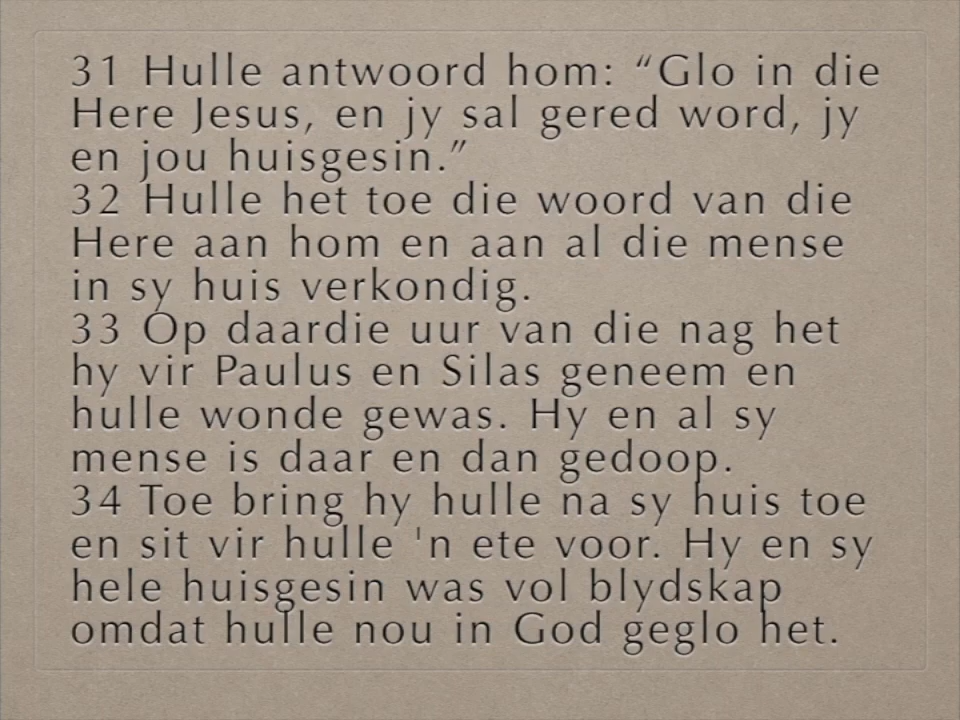 31 Hulle antwoord hom: “Glo in die
Here Jesus, en jy sal gered word, jy
en jou huisgesin.”
32 Hulle het toe die woord van die
Here aan hom en aan al die mense
in sy huis verkondig.
33 Op daardie uur van die nag het
hy vir Paulus en Silas geneem en
hulle wonde gewas. Hy en al sy
mense is daar en dan gedoop.
34 Toe bring hy hulle na sy huis toe
en sit vir hulle 'n ete voor. Hy en sy
hele huisgesin was vol blydskap
omdat hulle nou in God geglo het.